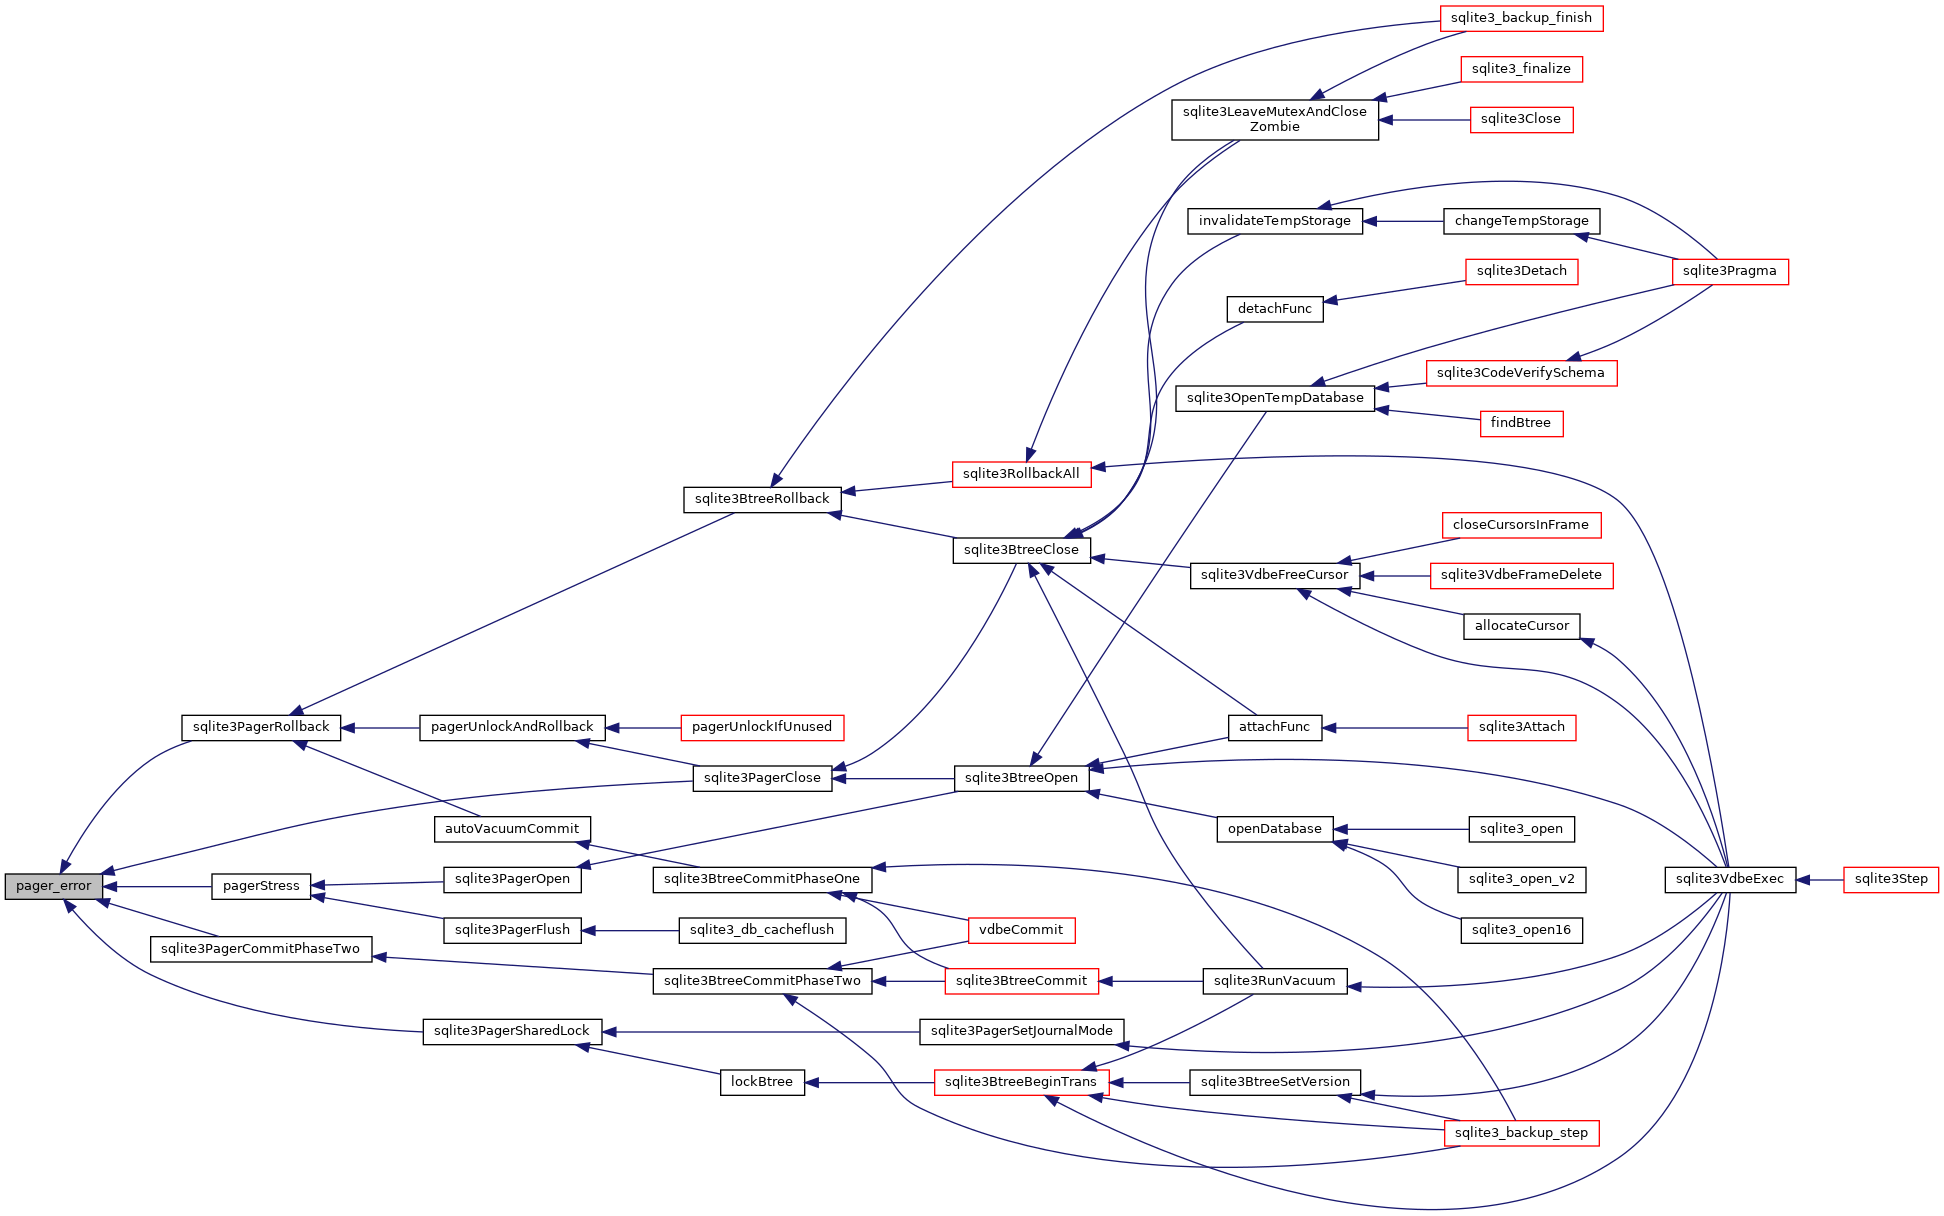 sqlite3_backup_finish
sqlite3_finalize
sqlite3LeaveMutexAndClose
Zombie
sqlite3Close
invalidateTempStorage
changeTempStorage
sqlite3Pragma
sqlite3Detach
detachFunc
sqlite3CodeVerifySchema
sqlite3OpenTempDatabase
findBtree
sqlite3RollbackAll
sqlite3BtreeRollback
closeCursorsInFrame
sqlite3BtreeClose
sqlite3VdbeFreeCursor
sqlite3VdbeFrameDelete
allocateCursor
sqlite3PagerRollback
pagerUnlockAndRollback
pagerUnlockIfUnused
attachFunc
sqlite3Attach
sqlite3PagerClose
sqlite3BtreeOpen
autoVacuumCommit
openDatabase
sqlite3_open
pager_error
pagerStress
sqlite3PagerOpen
sqlite3BtreeCommitPhaseOne
sqlite3_open_v2
sqlite3VdbeExec
sqlite3Step
sqlite3PagerFlush
sqlite3_db_cacheflush
vdbeCommit
sqlite3_open16
sqlite3PagerCommitPhaseTwo
sqlite3BtreeCommitPhaseTwo
sqlite3BtreeCommit
sqlite3RunVacuum
sqlite3PagerSharedLock
sqlite3PagerSetJournalMode
lockBtree
sqlite3BtreeBeginTrans
sqlite3BtreeSetVersion
sqlite3_backup_step